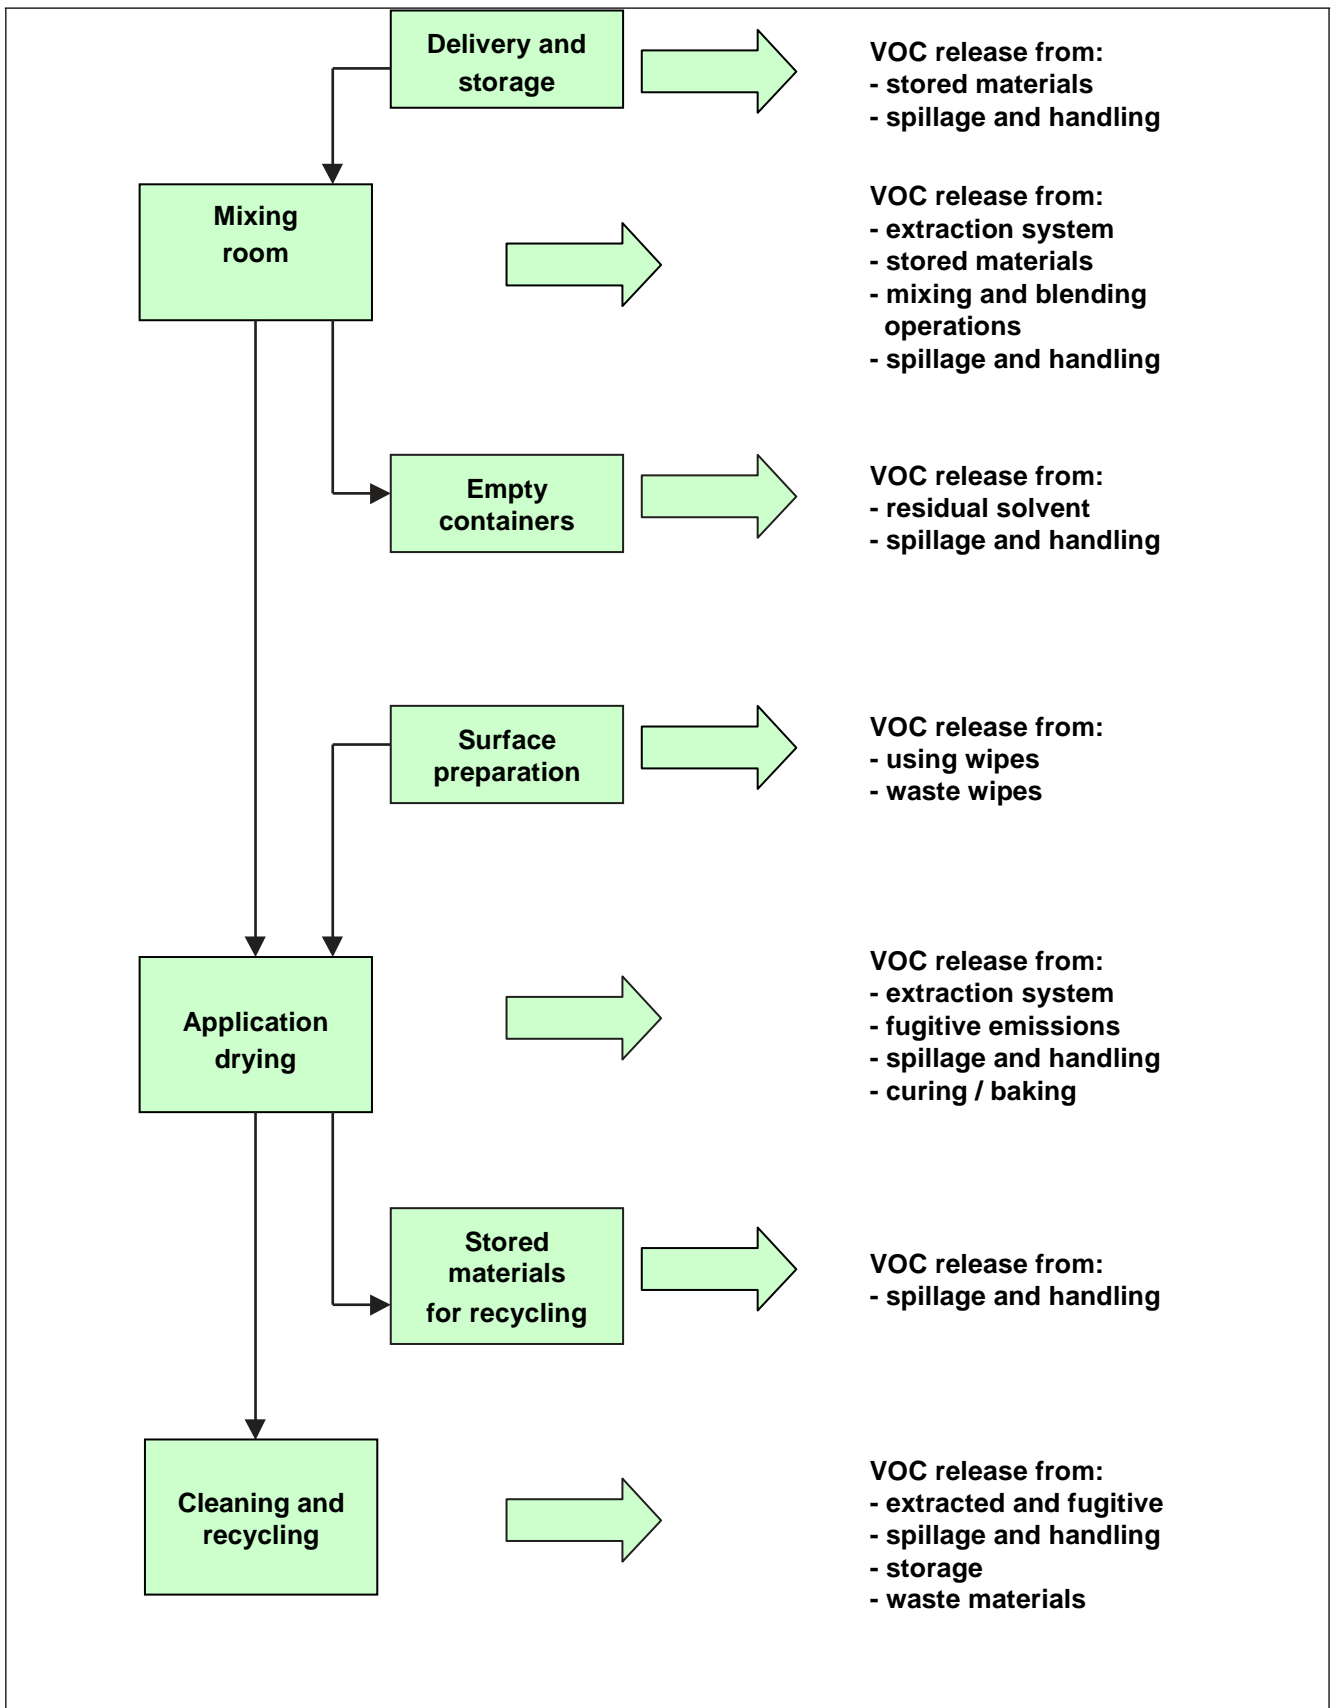 Delivery and
storage
VOC release from:
- stored materials
- spillage and handling
Mixing
room
VOC release from:
- extraction system
- stored materials
- mixing and blending
operations
- spillage and handling
Empty
containers
VOC release from:
- residual solvent
- spillage and handling
Surface
preparation
VOC release from:
- using wipes
- waste wipes
Application
drying
VOC release from:
- extraction system
- fugitive emissions
- spillage and handling
- curing / baking
Stored
materials
for recycling
VOC release from:
- spillage and handling
Cleaning and
recycling
VOC release from:
- extracted and fugitive
- spillage and handling
- storage
- waste materials